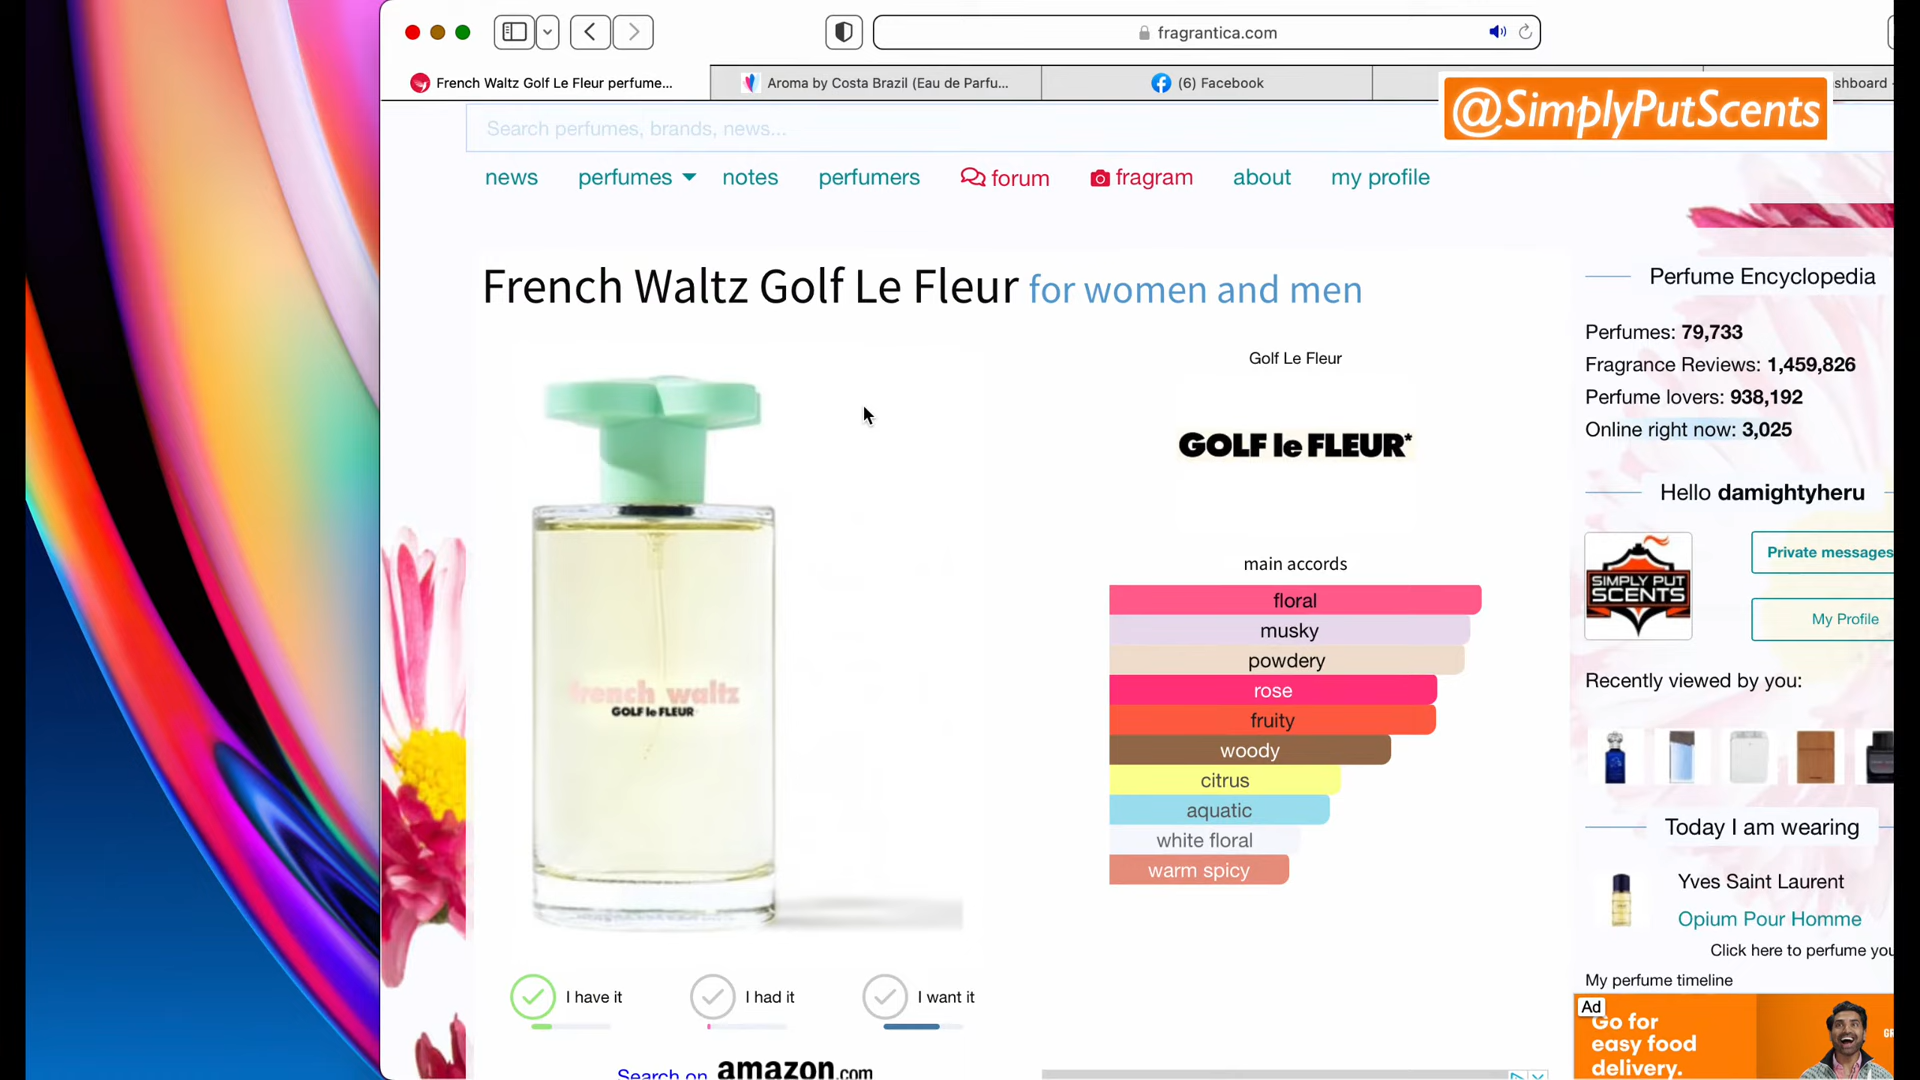 fragrantica.com
French Waltz Golf Le Fleur perfume...
Aroma by Costa Brazil (Eau de Parfu...
(6) Facebook
shboard -
@SimplyPutScents
Search perfumes, brands, news...
news perfumes notes perfumers forum fragram about my profile
French Waltz Golf Le Fleur for women and men
Golf Le Fleur
GOLF le FLEUR*
main accords
floral
musky
powdery
rose
fruity
woody
citrus
aquatic
white floral
warm spicy
french waltz
GOLF le FLEUR*
I have it
I had it
I want it
Search on amazon.com
Perfume Encyclopedia
Perfumes: 79,733
Fragrance Reviews: 1,459,826
Perfume lovers: 938,192
Online right now: 3,025
Hello damightyheru
SIMPLY PUT
SCENTS
Private messages
My Profile
Recently viewed by you:
Today I am wearing
Yves Saint Laurent
Opium Pour Homme
Click here to perfume you
My perfume timeline
Ad
Go for
easy food
delivery.